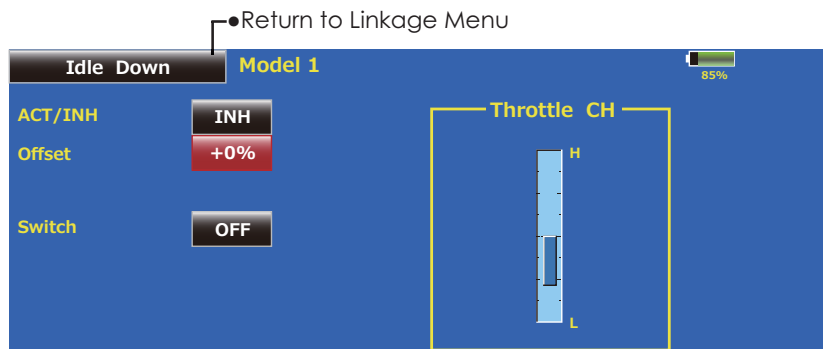 ●Return to Linkage Menu
Idle Down
Model 1
85%
ACT/INH
INH
Offset
+0%
Switch
OFF
Throttle CH
H
L